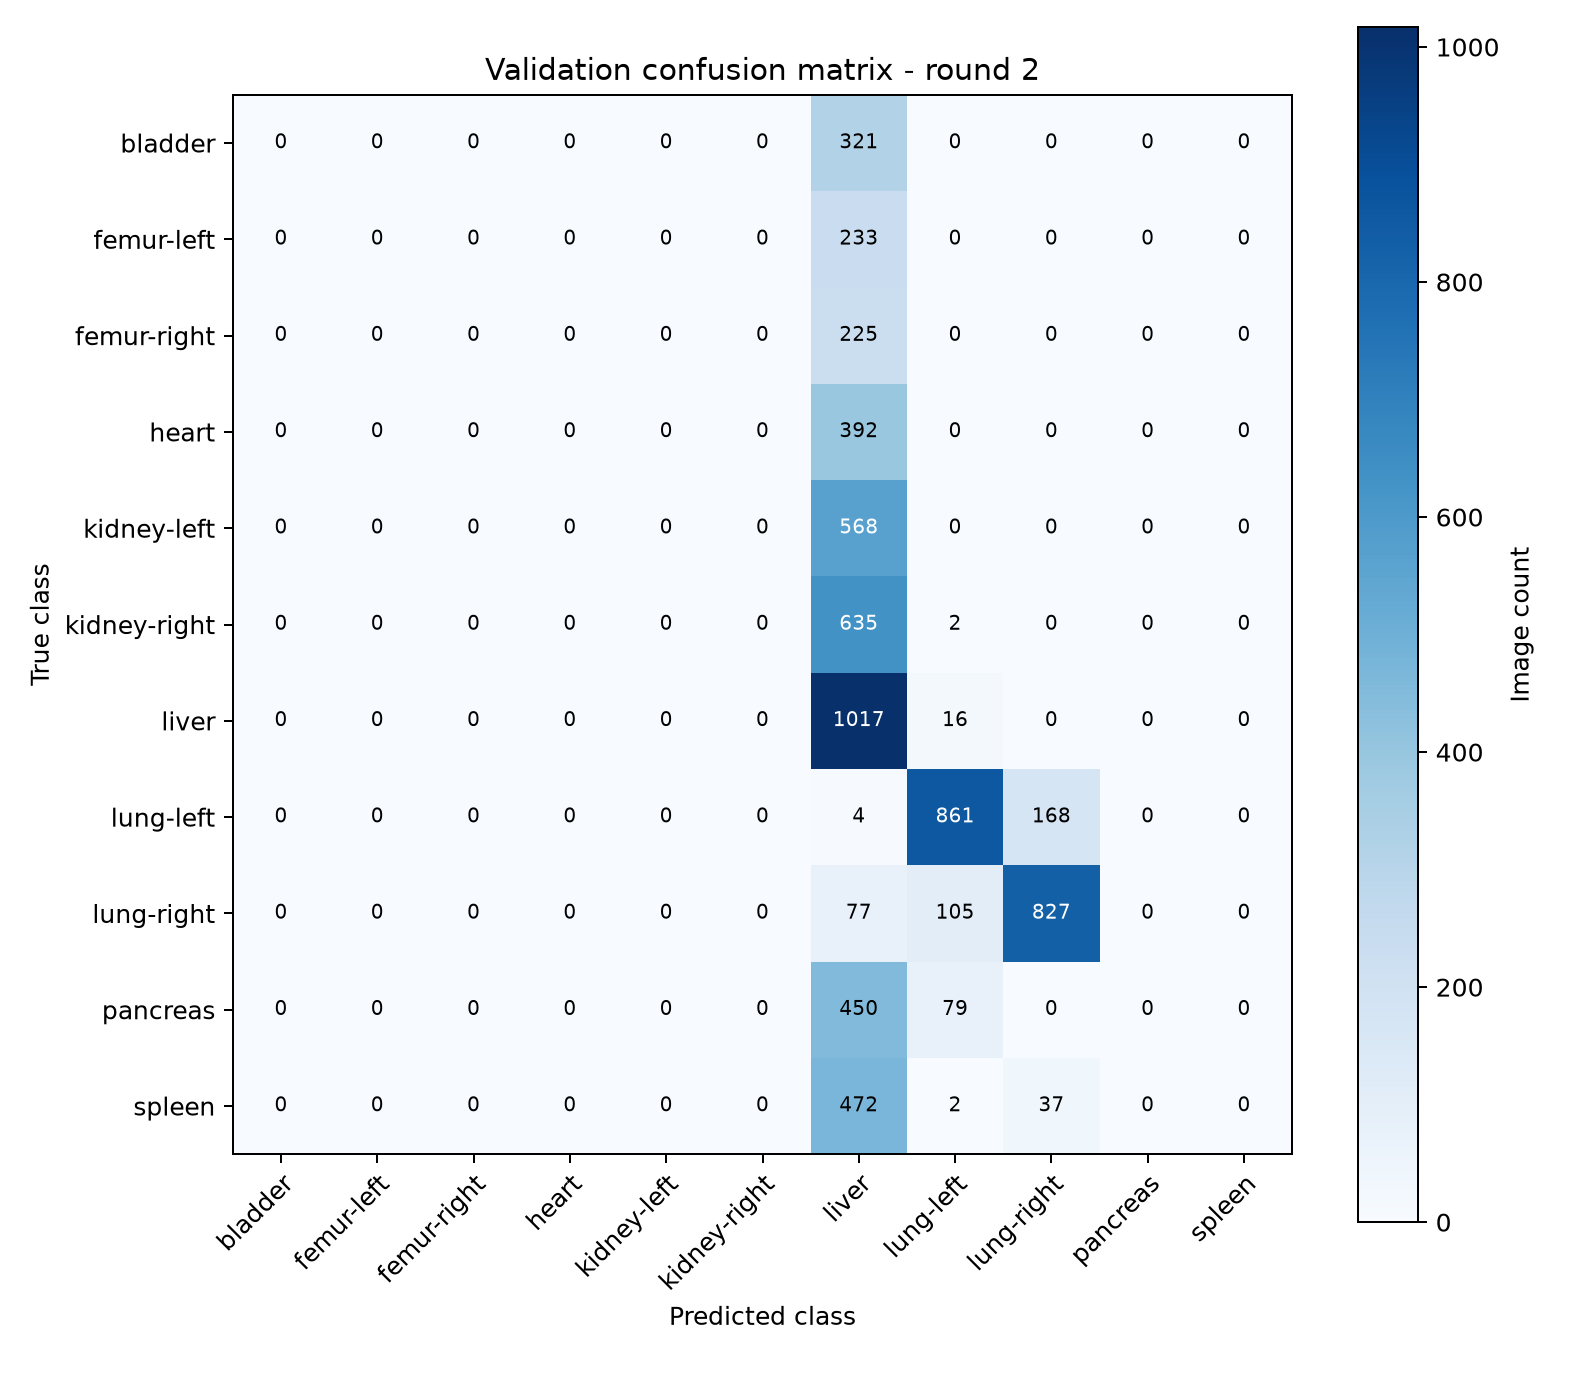 Validation confusion matrix - round 2
bladder 0 0 0 0 0 0 321 0 0 0 0
femur-left 0 0 0 0 0 0 233 0 0 0 0
femur-right 0 0 0 0 0 0 225 0 0 0 0
heart 0 0 0 0 0 0 392 0 0 0 0
kidney-left 0 0 0 0 0 0 568 0 0 0 0
kidney-right 0 0 0 0 0 0 635 2 0 0 0
liver 0 0 0 0 0 0 1017 16 0 0 0
lung-left 0 0 0 0 0 0 4 861 168 0 0
lung-right 0 0 0 0 0 0 77 105 827 0 0
pancreas 0 0 0 0 0 0 450 79 0 0 0
spleen 0 0 0 0 0 0 472 2 37 0 0
bladder femur-left femur-right heart kidney-left kidney-right liver lung-left lung-right pancreas spleen
Predicted class
True class
1000
800
600
400
200
0
Image count